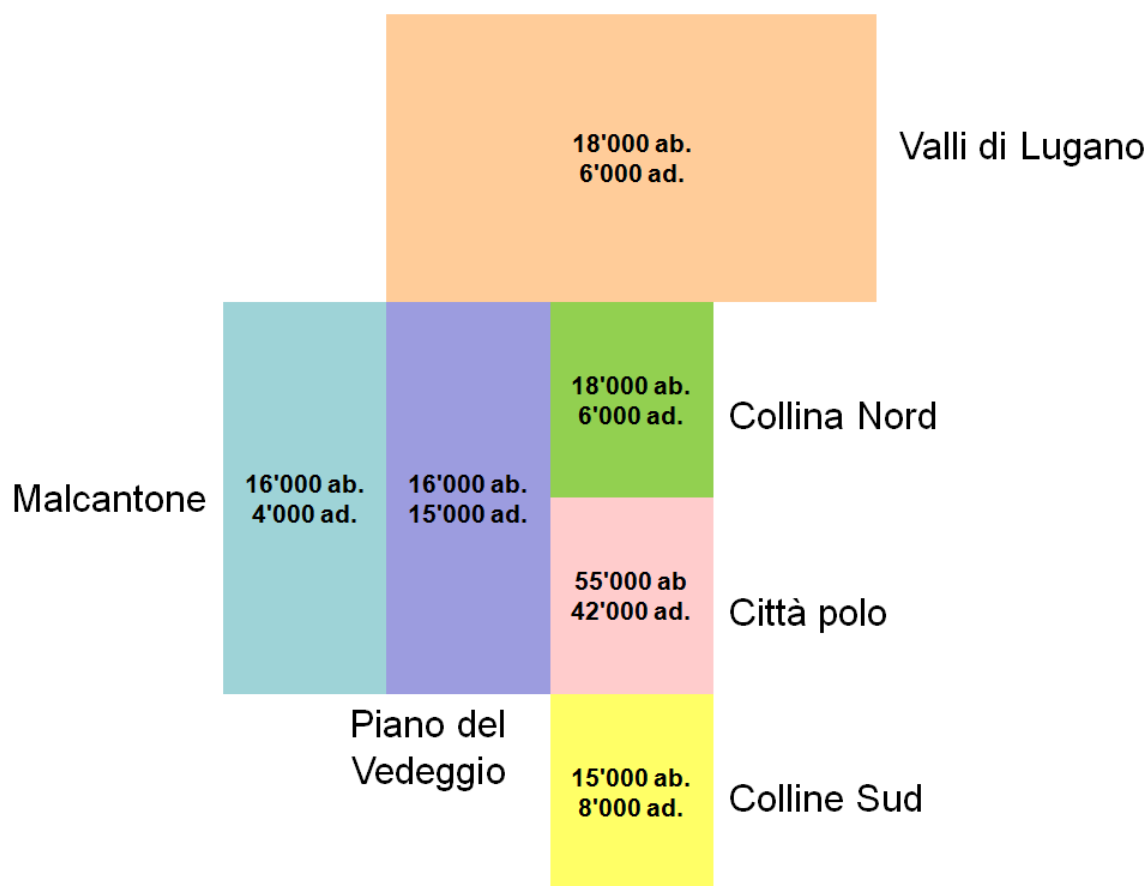 18'000 ab.
6'000 ad.
Valli di Lugano
18'000 ab.
6'000 ad.
Collina Nord
Malcantone
16'000 ab.
4'000 ad.
16'000 ab.
15'000 ad.
55'000 ab
42'000 ad.
Città polo
Piano del
Vedeggio
15'000 ab.
8'000 ad.
Colline Sud